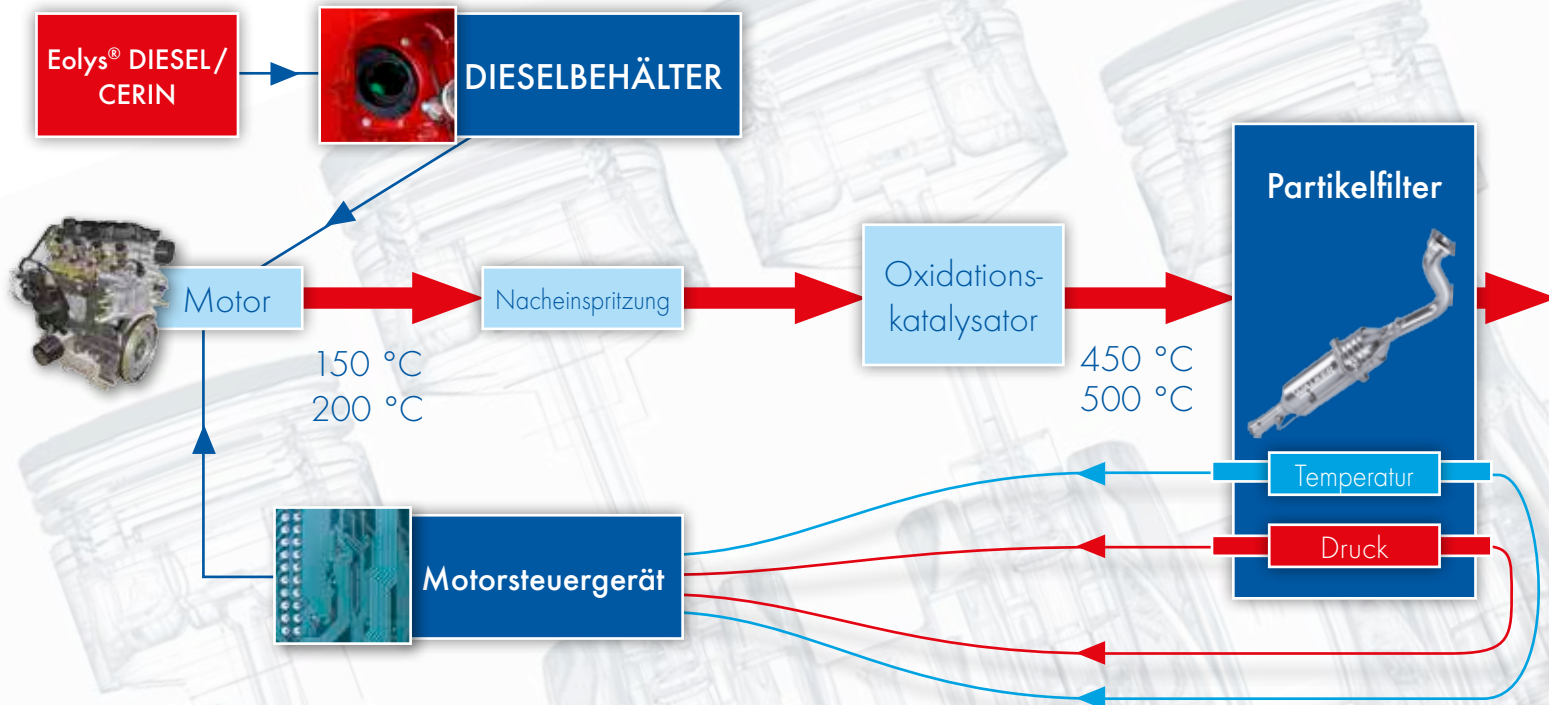 Eolys® DIESEL/
CERIN
DIESELBEHÄLTER
Partikelfilter
Motor
Nacheinspritzung
Oxidations-
katalysator
150 °C
200 °C
450 °C
500 °C
Temperatur
Druck
Motorsteuergerät